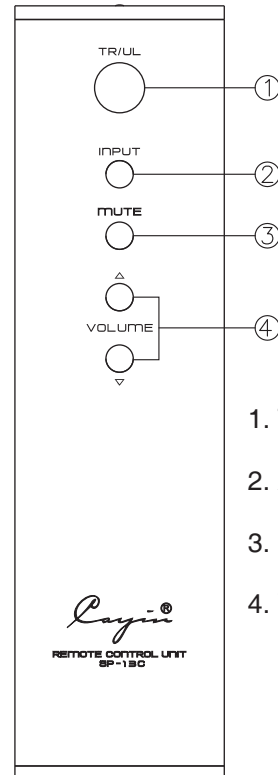 TR/UL
①
INPUT
②
MUTE
③
△
VOLUME
④
▽
1.
2.
3.
4.
Cayin®
REMOTE CONTROL UNIT
SP-13C